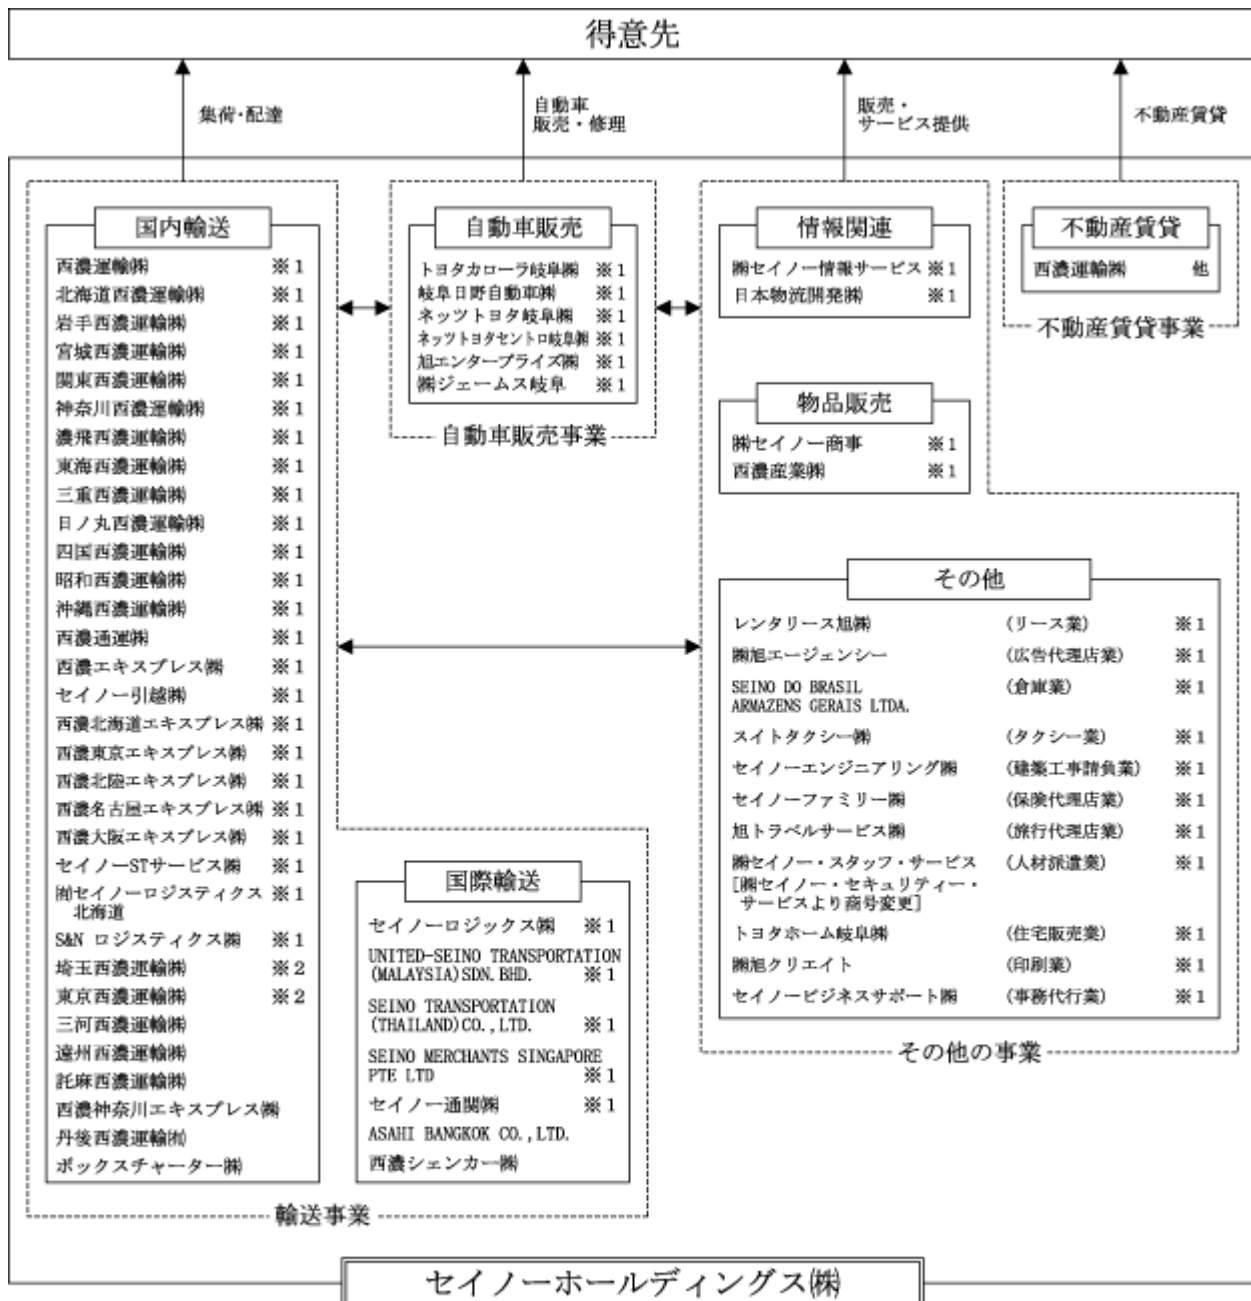 得意先
集荷・配達
自動車
販売・修理
販売・
サービス提供
不動産賃貸
国内輸送
西濃運輸㈱ ※1
北海道西濃運輸㈱ ※1
岩手西濃運輸㈱ ※1
宮城西濃運輸㈱ ※1
関東西濃運輸㈱ ※1
神奈川西濃運輸㈱ ※1
濃飛西濃運輸㈱ ※1
東海西濃運輸㈱ ※1
三重西濃運輸㈱ ※1
日ノ丸西濃運輸㈱ ※1
四国西濃運輸㈱ ※1
昭和西濃運輸㈱ ※1
沖縄西濃運輸㈱ ※1
西濃通運㈱ ※1
西濃エキスプレス㈱ ※1
セイノー引越㈱ ※1
西濃北海道エキスプレス㈱ ※1
西濃東京エキスプレス㈱ ※1
西濃北陸エキスプレス㈱ ※1
西濃名古屋エキスプレス㈱ ※1
西濃大阪エキスプレス㈱ ※1
セイノーSTサービス㈱ ※1
㈲セイノーロジスティクス ※1
北海道
S&N ロジスティクス㈱ ※1
埼玉西濃運輸㈱ ※2
東京西濃運輸㈱ ※2
三河西濃運輸㈱
遠州西濃運輸㈱
託麻西濃運輸㈱
西濃神奈川エキスプレス㈱
丹後西濃運輸㈲
ボックスチャーター㈱
国際輸送
セイノーロジックス㈱ ※1
UNITED-SEINO TRANSPORTATION
(MALAYSIA)SDN.BHD. ※1
SEINO TRANSPORTATION
(THAILAND)CO.,LTD. ※1
SEINO MERCHANTS SINGAPORE
PTE LTD ※1
セイノー通関㈱ ※1
ASAHI BANGKOK CO.,LTD.
西濃シェンカー㈱
輸送事業
自動車販売
トヨタカローラ岐阜㈱ ※1
岐阜日野自動車㈱ ※1
ネッツトヨタ岐阜㈱ ※1
ネッツトヨタセントロ岐阜㈱ ※1
旭エンタープライズ㈱ ※1
㈱ジェームス岐阜 ※1
自動車販売事業
情報関連
㈱セイノー情報サービス ※1
日本物流開発㈱ ※1
物品販売
㈱セイノー商事 ※1
西濃産業㈱ ※1
その他
レンタリース旭㈱ (リース業) ※1
㈱旭エージェンシー (広告代理店業) ※1
SEINO DO BRASIL (倉庫業) ※1
ARMAZENS GERAIS LTDA.
スイトタクシー㈱ (タクシー業) ※1
セイノーエンジニアリング㈱ (建築工事請負業) ※1
セイノーファミリー㈱ (保険代理店業) ※1
旭トラベルサービス㈱ (旅行代理店業) ※1
㈱セイノー・スタッフ・サービス (人材派遣業) ※1
[㈱セイノー・セキュリティー・
サービスより商号変更]
トヨタホーム岐阜㈱ (住宅販売業) ※1
㈱旭クリエイト (印刷業) ※1
セイノービジネスサポート㈱ (事務代行業) ※1
その他の事業
不動産賃貸
西濃運輸㈱ 他
不動産賃貸事業
セイノーホールディングス㈱